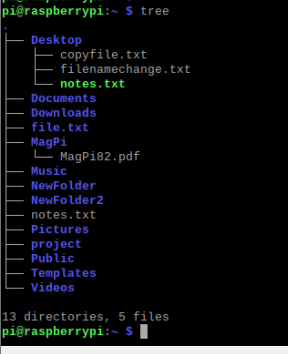 pi@raspberrypi:~ $ tree
.
├── Desktop
│   ├── copyfile.txt
│   ├── filenamechange.txt
│   └── notes.txt
├── Documents
├── Downloads
├── file.txt
├── MagPi
│   └── MagPi82.pdf
├── Music
├── NewFolder
├── NewFolder2
├── notes.txt
├── Pictures
├── project
├── Public
├── Templates
└── Videos
13 directories, 5 files
pi@raspberrypi:~ $